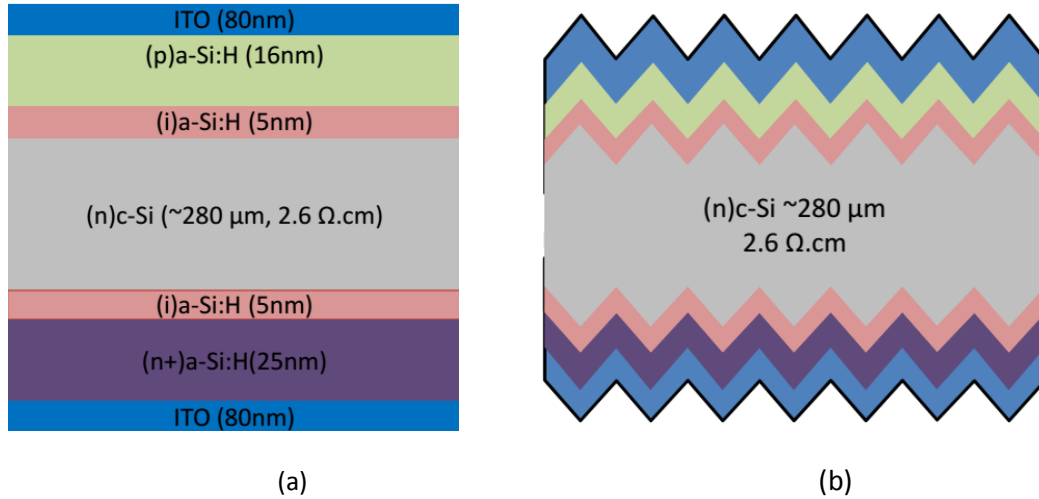 ITO (80nm)
(p)a-Si:H (16nm)
(i)a-Si:H (5nm)
(n)c-Si (~280 µm, 2.6 Ω.cm)
(i)a-Si:H (5nm)
(n+)a-Si:H(25nm)
ITO (80nm)
(a)
(n)c-Si ~280 µm
2.6 Ω.cm
(b)